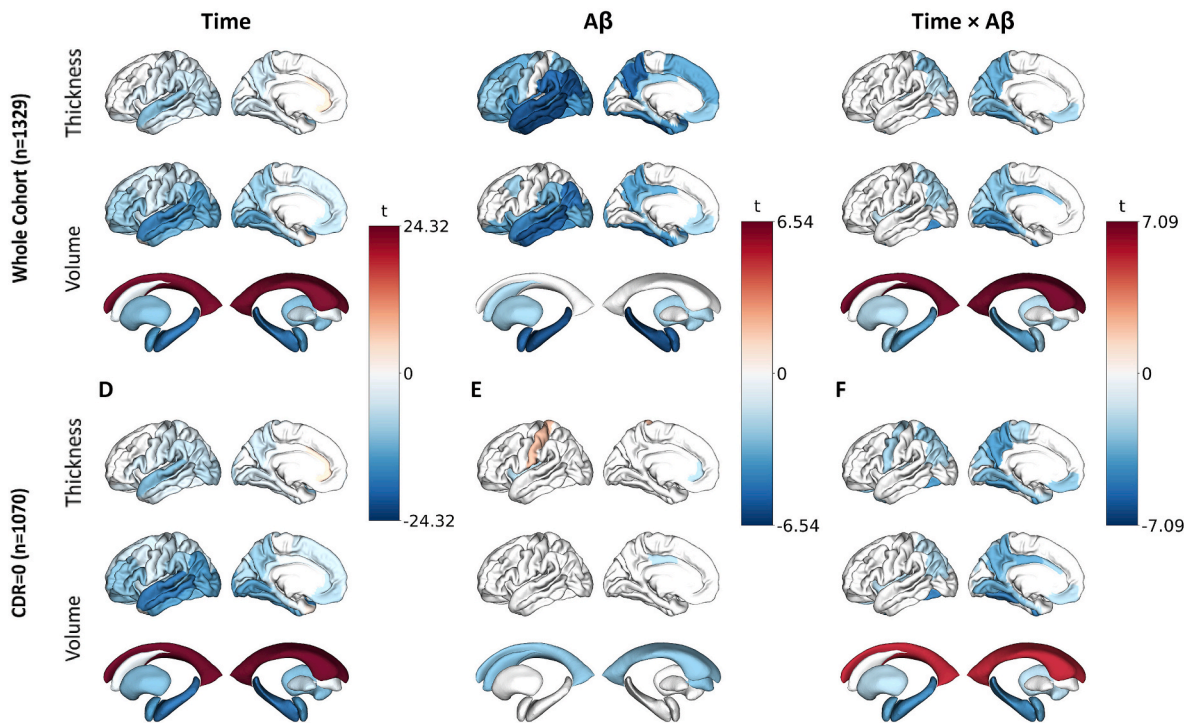 Time
Aβ
Time × Aβ
Whole Cohort (n=1329)
Thickness
Volume
t
24.32
0
-24.32
t
6.54
0
-6.54
t
7.09
0
-7.09
D
E
F
CDR=0 (n=1070)
Thickness
Volume